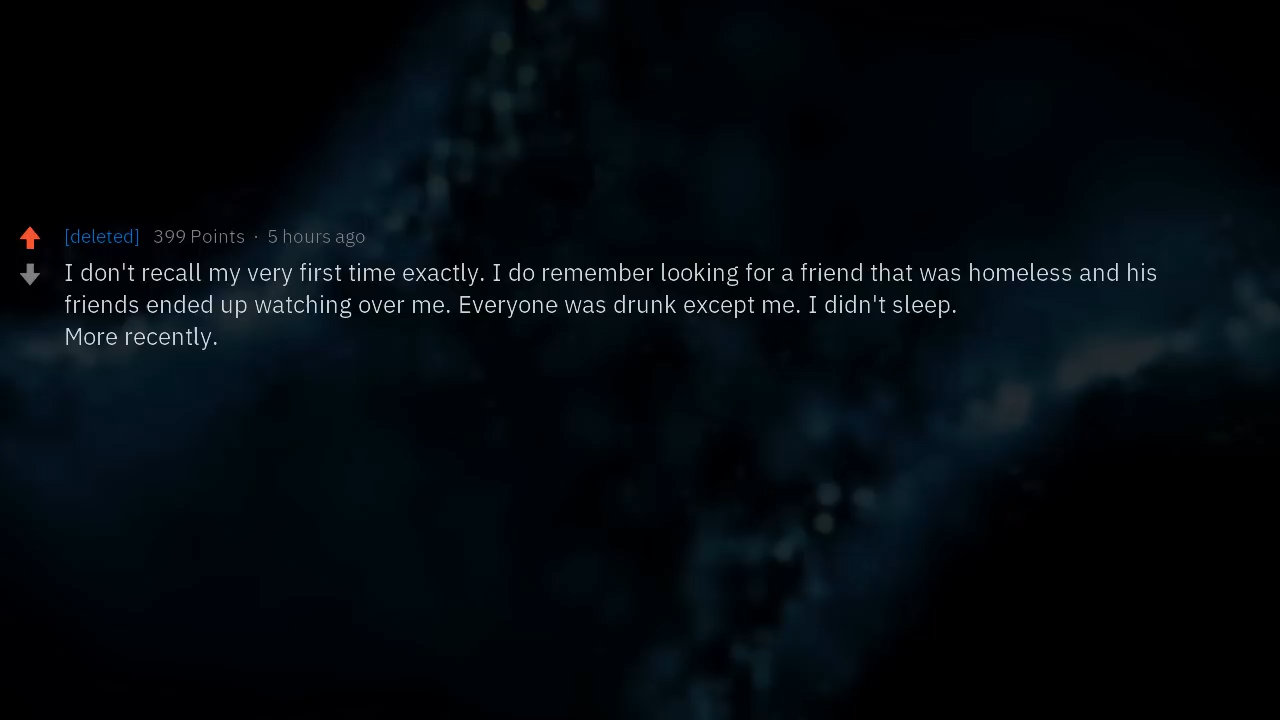 [deleted] 399 Points · 5 hours ago
I don't recall my very first time exactly. I do remember looking for a friend that was homeless and his
friends ended up watching over me. Everyone was drunk except me. I didn't sleep.
More recently.